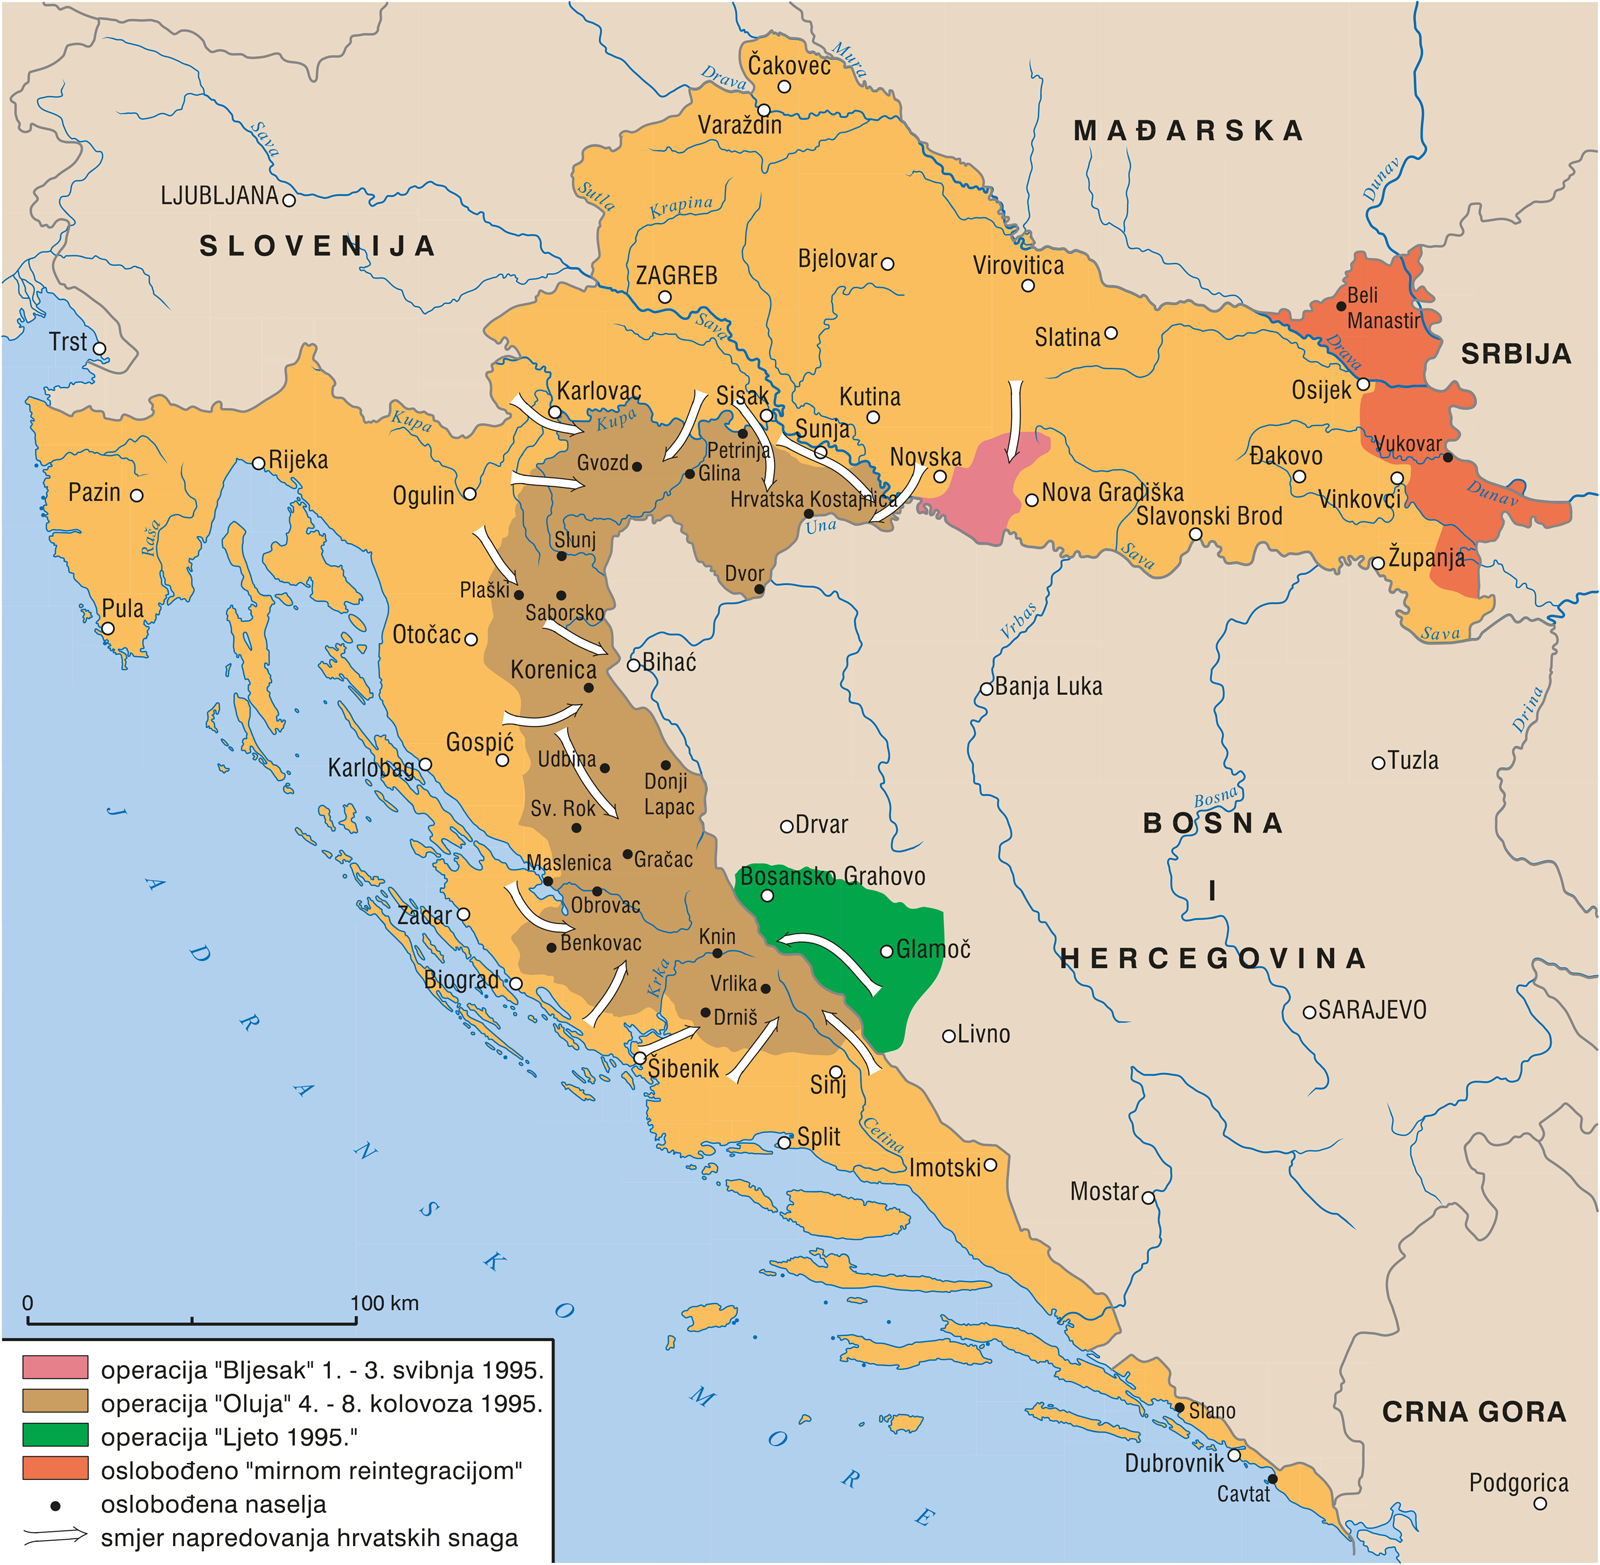 Čakovec
Mura
Drava
Varaždin
MAĐARSKA
Sava
Dunav
LJUBLJANA
SLOVENIJA
Sutla
Krapina
ZAGREB
Bjelovar
Virovitica
Beli
Manastir
Sava
Slatina
Drava
SRBIJA
Trst
Karlovac
Sisak
Kutina
Osijek
Kupa
Kupa
Sunja
Petrinja
Vukovar
Rijeka
Gvozd
Glina
Novska
Đakovo
Pazin
Ogulin
Hrvatska Kostajnica
Nova Gradiška
Vinkovci
Dunav
Raša
Una
Slavonski Brod
Slunj
Sava
Županja
Dvor
Plaški
Saborsko
Pula
Vrbas
Otočac
Sava
Bihać
Korenica
Banja Luka
Drina
Gospić
Udbina
Karlobag
Donji
Lapac
Tuzla
Bosna
Sv. Rok
Drvar
BOSNA
I
HERCEGOVINA
Maslenica
Gračac
Bosansko Grahovo
Obrovac
Zadar
Benkovac
Knin
Glamoč
Biograd
Krka
Vrlika
Drniš
SARAJEVO
Livno
Šibenik
Sinj
Split
Cetina
Imotski
Mostar
JADRANSKO MORE
CRNA GORA
Slano
Dubrovnik
Cavtat
Podgorica
0 100 km
operacija "Bljesak" 1. - 3. svibnja 1995.
operacija "Oluja" 4. - 8. kolovoza 1995.
operacija "Ljeto 1995."
oslobođeno "mirnom reintegracijom"
oslobođena naselja
smjer napredovanja hrvatskih snaga